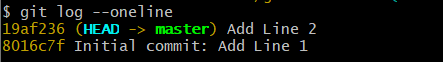 $ git log --oneline
19af236 (HEAD -> master) Add Line 2
8016c7f Initial commit: Add Line 1